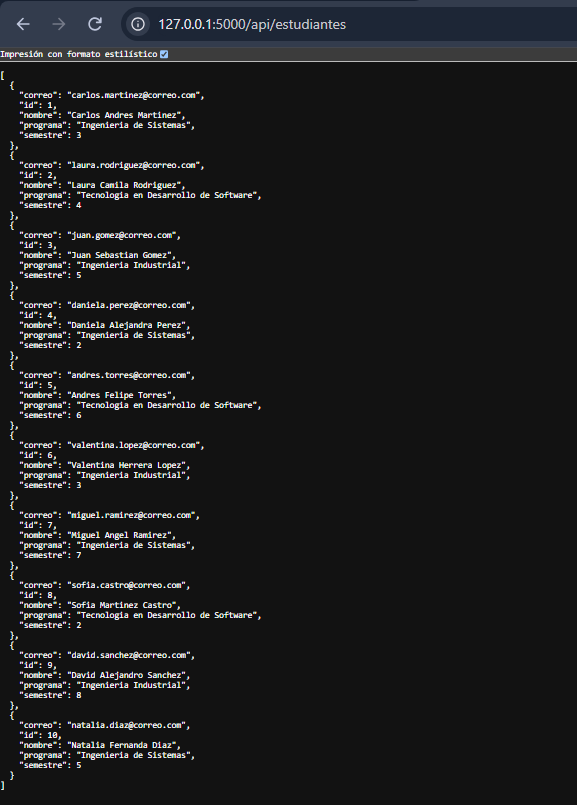 127.0.0.1:5000/api/estudiantes
Impresión con formato estilístico
[
  {
    "correo": "carlos.martinez@correo.com",
    "id": 1,
    "nombre": "Carlos Andres Martinez",
    "programa": "Ingenieria de Sistemas",
    "semestre": 3
  },
  {
    "correo": "laura.rodriguez@correo.com",
    "id": 2,
    "nombre": "Laura Camila Rodriguez",
    "programa": "Tecnologia en Desarrollo de Software",
    "semestre": 4
  },
  {
    "correo": "juan.gomez@correo.com",
    "id": 3,
    "nombre": "Juan Sebastian Gomez",
    "programa": "Ingenieria Industrial",
    "semestre": 5
  },
  {
    "correo": "daniela.perez@correo.com",
    "id": 4,
    "nombre": "Daniela Alejandra Perez",
    "programa": "Ingenieria de Sistemas",
    "semestre": 2
  },
  {
    "correo": "andres.torres@correo.com",
    "id": 5,
    "nombre": "Andres Felipe Torres",
    "programa": "Tecnologia en Desarrollo de Software",
    "semestre": 6
  },
  {
    "correo": "valentina.lopez@correo.com",
    "id": 6,
    "nombre": "Valentina Herrera Lopez",
    "programa": "Ingenieria Industrial",
    "semestre": 3
  },
  {
    "correo": "miguel.ramirez@correo.com",
    "id": 7,
    "nombre": "Miguel Angel Ramirez",
    "programa": "Ingenieria de Sistemas",
    "semestre": 7
  },
  {
    "correo": "sofia.castro@correo.com",
    "id": 8,
    "nombre": "Sofia Martinez Castro",
    "programa": "Tecnologia en Desarrollo de Software",
    "semestre": 2
  },
  {
    "correo": "david.sanchez@correo.com",
    "id": 9,
    "nombre": "David Alejandro Sanchez",
    "programa": "Ingenieria Industrial",
    "semestre": 8
  },
  {
    "correo": "natalia.diaz@correo.com",
    "id": 10,
    "nombre": "Natalia Fernanda Diaz",
    "programa": "Ingenieria de Sistemas",
    "semestre": 5
  }
]